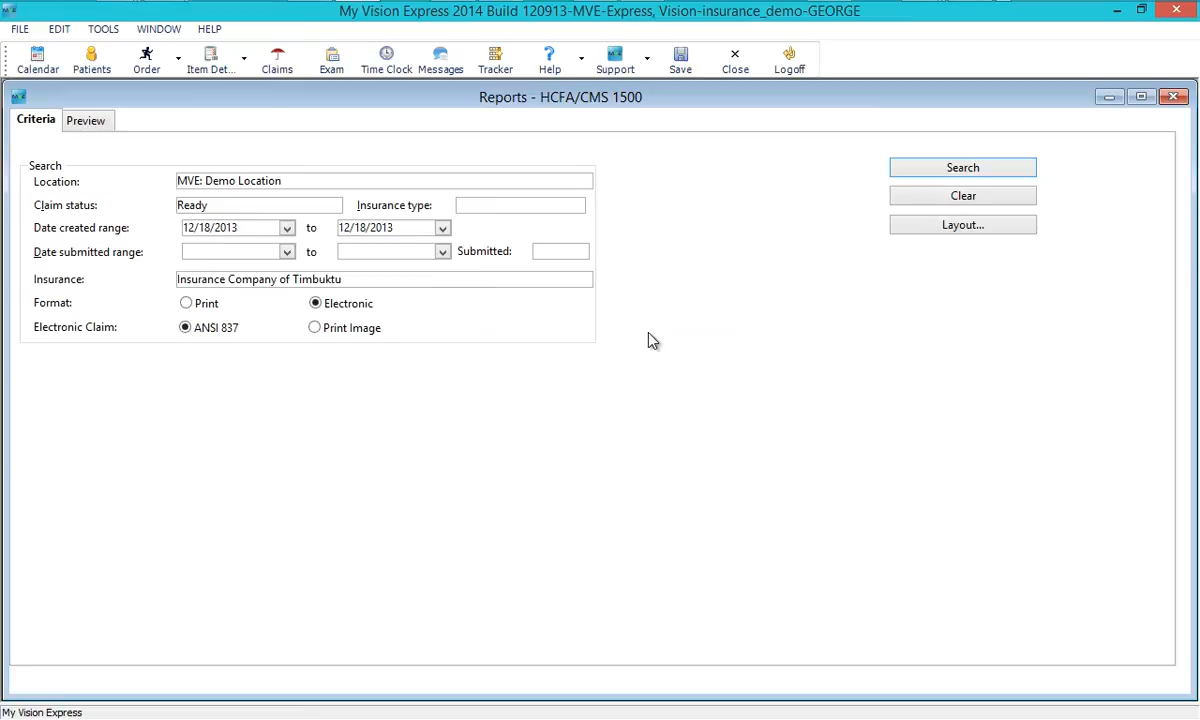 My Vision Express 2014 Build 120913-MVE-Express, Vision-insurance_demo-GEORGE
FILE EDIT TOOLS WINDOW HELP
Calendar Patients Order Item Det... Claims Exam Time Clock Messages Tracker Help Support Save Close Logoff
Reports - HCFA/CMS 1500
Criteria Preview
Search
Location: MVE: Demo Location
Claim status: Ready Insurance type:
Date created range: 12/18/2013 to 12/18/2013
Date submitted range: to Submitted:
Insurance: Insurance Company of Timbuktu
Format: Print Electronic
Electronic Claim: ANSI 837 Print Image
Search
Clear
Layout...
My Vision Express